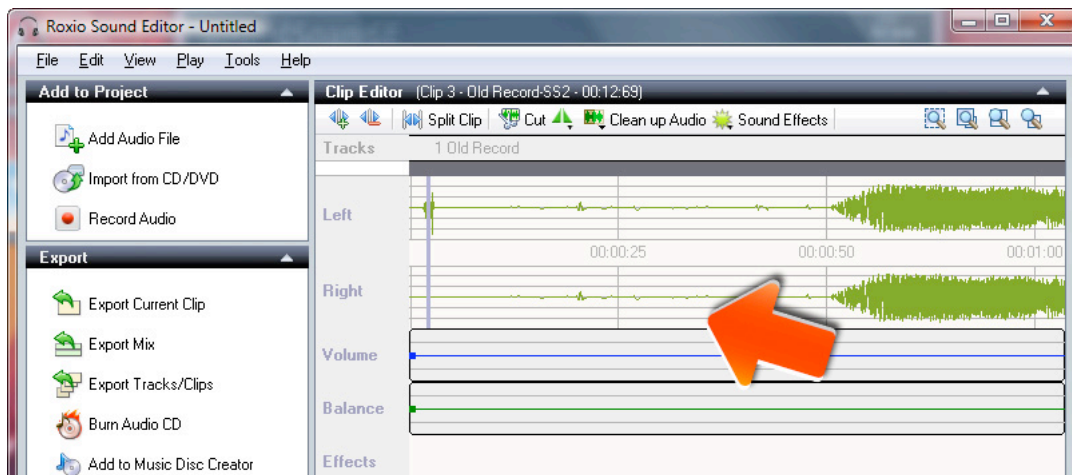 Roxio Sound Editor - Untitled
File Edit View Play Tools Help
Add to Project
Add Audio File
Import from CD/DVD
Record Audio
Export
Export Current Clip
Export Mix
Export Tracks/Clips
Burn Audio CD
Add to Music Disc Creator
Clip Editor (Clip 3 - Old Record-SS2 - 00:12:69)
Split Clip Cut Clean up Audio Sound Effects
Tracks 1 Old Record
Left
00:00:25 00:00:50 00:01:00
Right
Volume
Balance
Effects